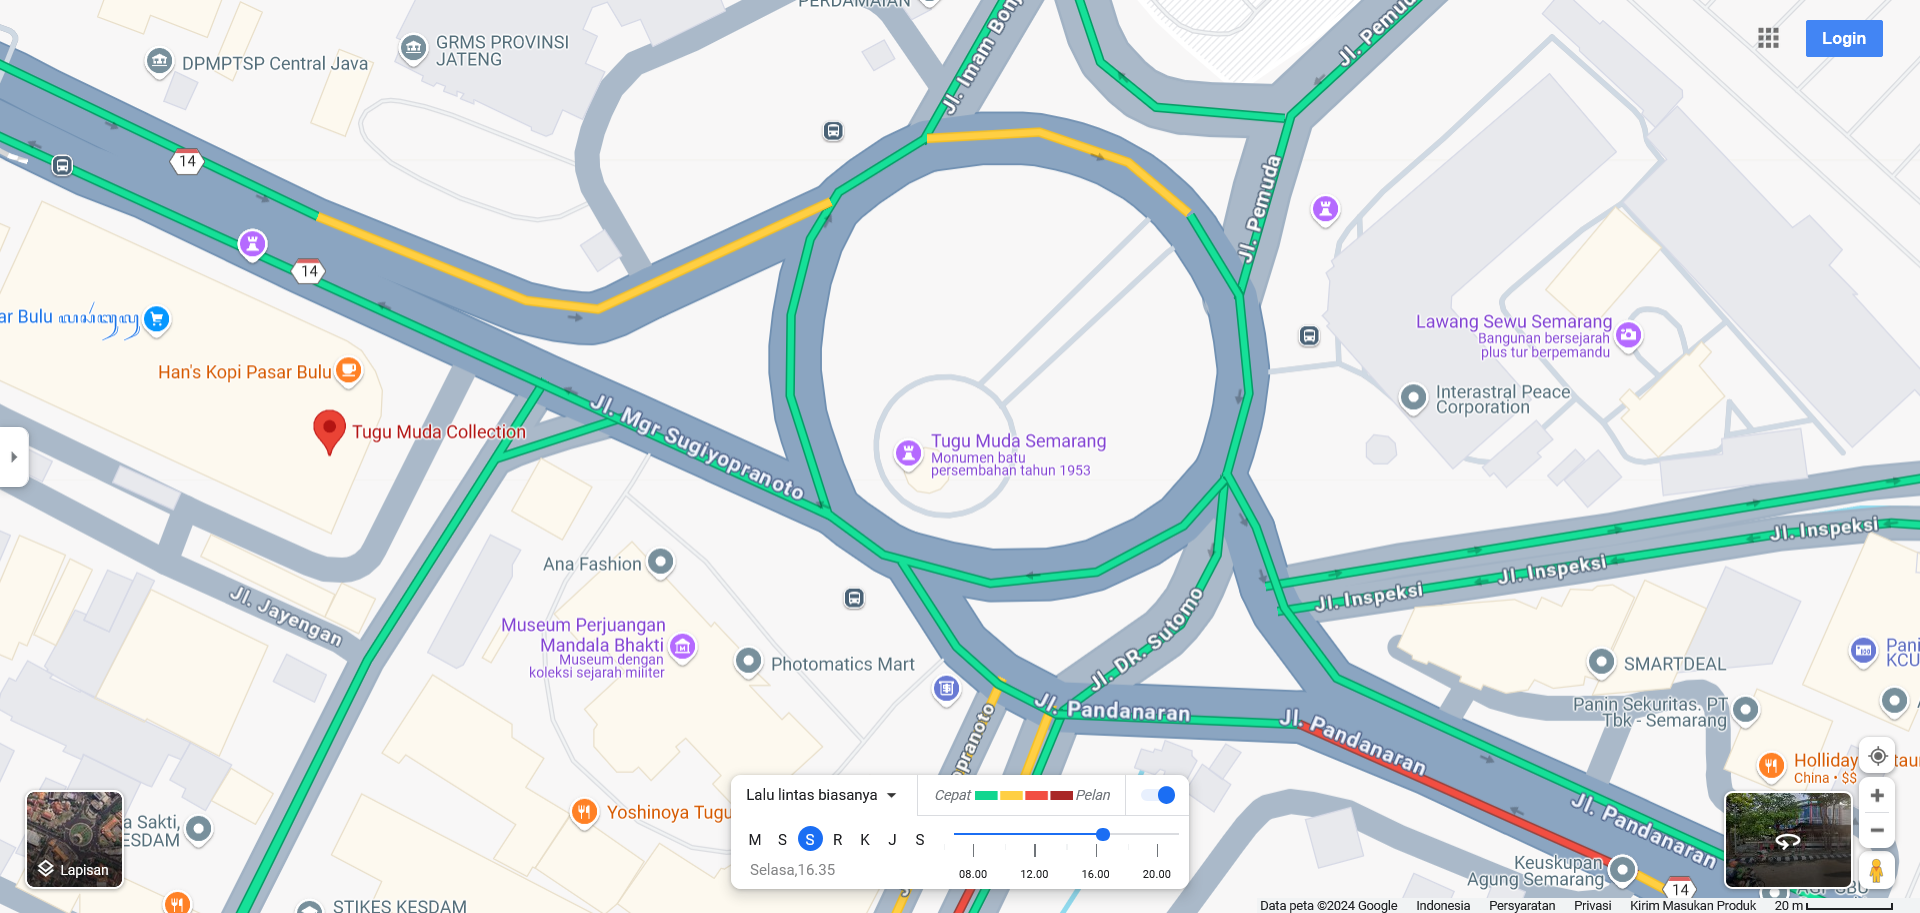 PERDAMAIAN
GRMS PROVINSI
JATENG
DPMPTSP Central Java
Jl. Imam Bonj
Jl. Pemuda
Login
14
Jl. Pemuda
14
ar Bulu
Han's Kopi Pasar Bulu
Tugu Muda Collection
Jl. Mgr Sugiyopranoto
Tugu Muda Semarang
Monumen batu
persembahan tahun 1953
Lawang Sewu Semarang
Bangunan bersejarah
plus tur berpemandu
Interastral Peace
Corporation
Jl. Inspeksi
Jl. Inspeksi
Jl. Inspeksi
Ana Fashion
Jl. Jayengan
Museum Perjuangan
Mandala Bhakti
Museum dengan
koleksi sejarah militer
Photomatics Mart
Jl. DR. Sutomo
Jl. Pandanaran
Jl. Pandanaran
Jl. Pandanaran
SMARTDEAL
Pani
KCU
Panin Sekuritas. PT
Tbk - Semarang
Holliday
staur
China • $$
opranoto
Yoshinoya Tugu
a Sakti,
ESDAM
Lapisan
STIKES KESDAM
Keuskupan
Agung Semarang
14
Lalu lintas biasanya
Cepat
Pelan
M S S R K J S
Selasa,16.35
08.00 12.00 16.00 20.00
Data peta ©2024 Google Indonesia Persyaratan Privasi Kirim Masukan Produk 20 m